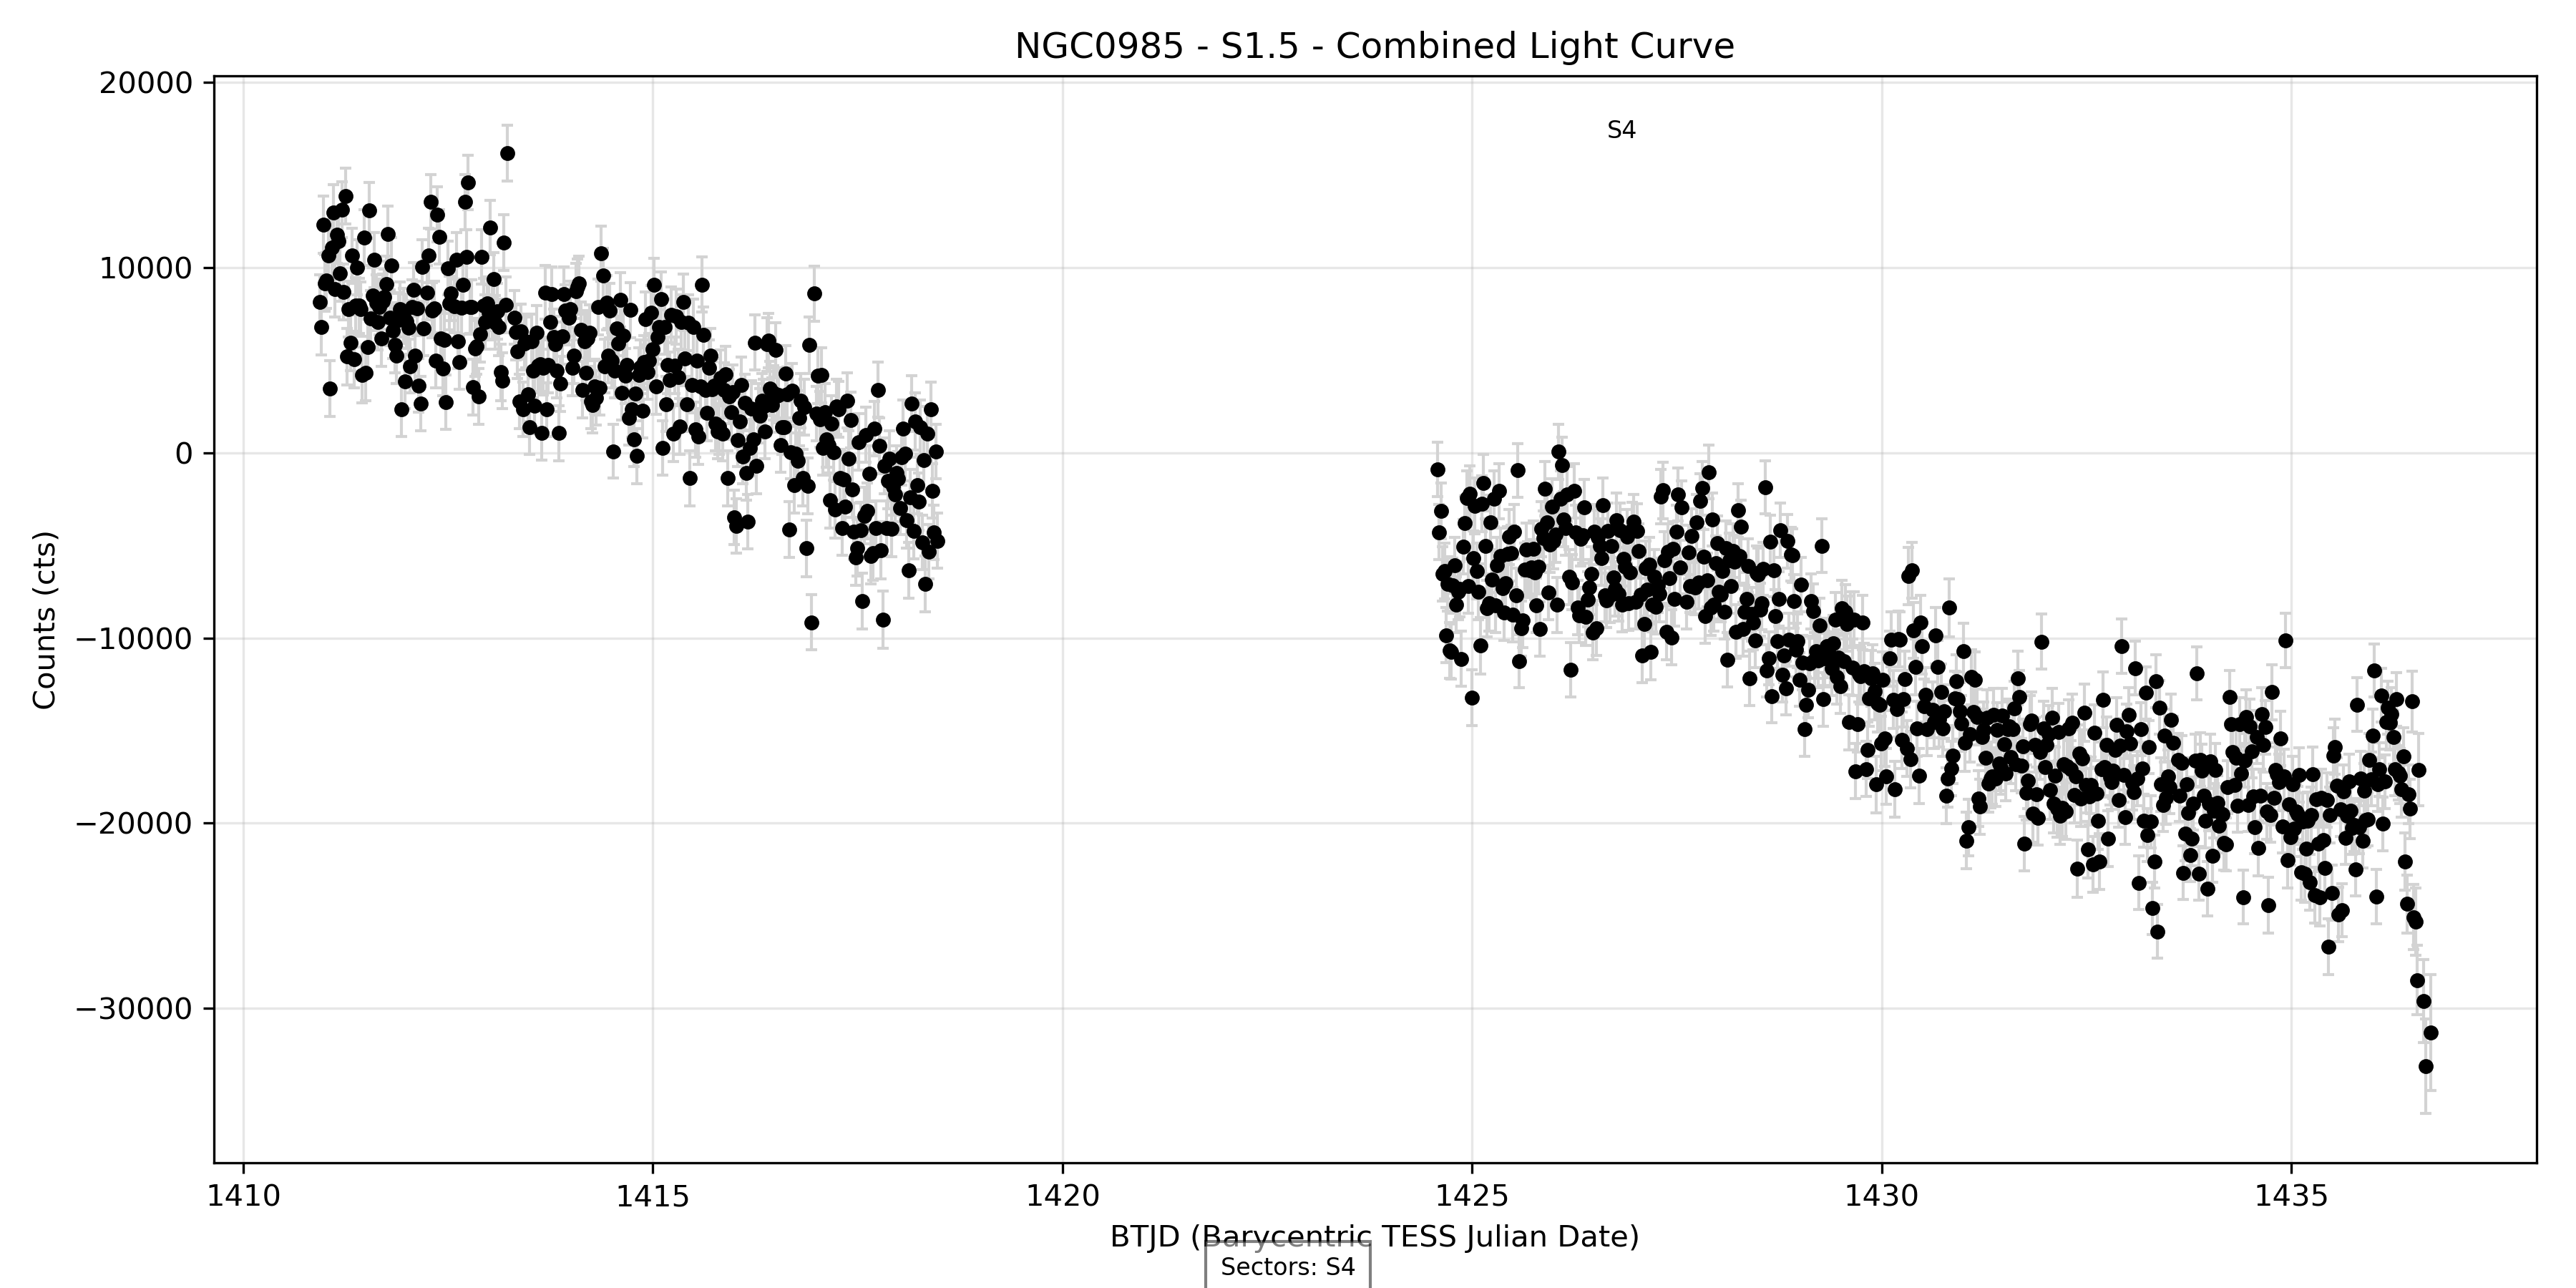 NGC0985 - S1.5 - Combined Light Curve
S4
20000
10000
0
−10000
−20000
−30000
Counts (cts)
1410 1415 1420 1425 1430 1435
BTJD (Barycentric TESS Julian Date)
Sectors: S4